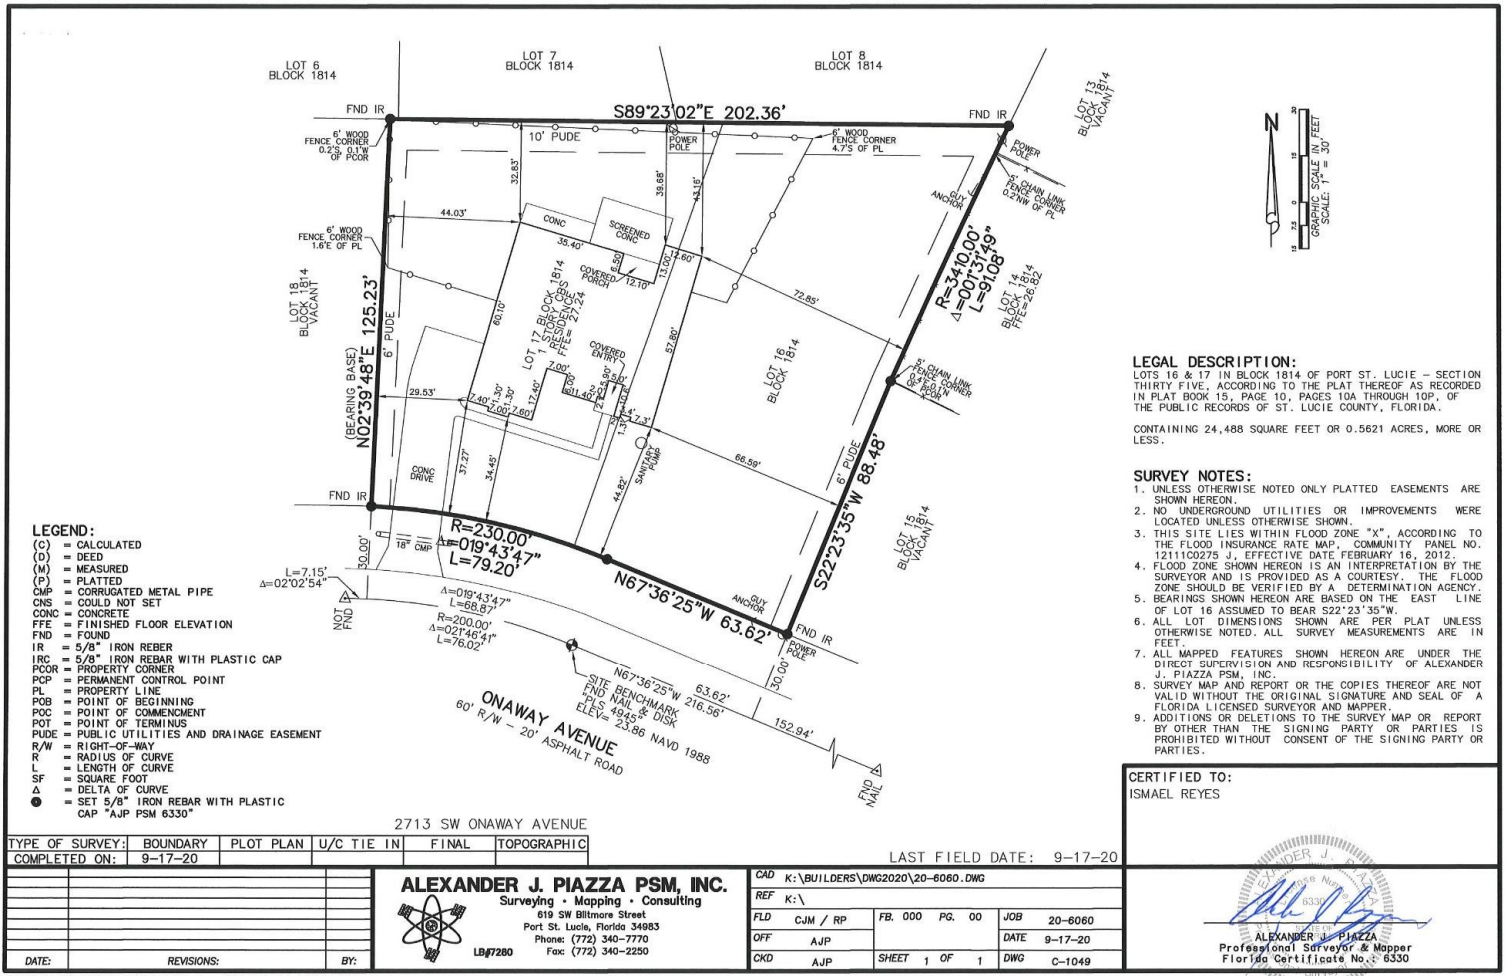 LOT 6
BLOCK 1814
LOT 7
BLOCK 1814
LOT 8
BLOCK 1814
LOT 13
BLOCK 1814
VACANT
FND IR
S89°23'02"E 202.36'
FND IR
6' WOOD
FENCE CORNER
0.2'S, 0.1'W
OF PCOR
10' PUDE
POWER
POLE
6' WOOD
FENCE CORNER
4.7'S OF PL
POWER
POLE
5' CHAIN LINK
FENCE CORNER
0.2'NW OF PL
GUY
ANCHOR
N
30
15
0
7.5
15
GRAPHIC SCALE IN FEET
SCALE: 1" = 30'
32.83'
39.68'
43.16'
44.03'
6' WOOD
FENCE CORNER
1.6'E OF PL
CONC
SCREENED
CONC
35.40'
6.50'
COVERED
PORCH
12.10'
13.00'
12.60'
R=3410.00'
Δ=001°31'49"
L=91.08'
LOT 14
BLOCK 1814
FFE=26.82
LOT 18
BLOCK 1814
VACANT
N02°39'48"E 125.23'
(BEARING BASE)
6' PUDE
60.10'
LOT 17 BLOCK 1814
1 STORY CBS
RESIDENCE
FFE= 27.24
72.85'
57.80'
COVERED
ENTRY
LOT 16
BLOCK 1814
5' CHAIN LINK
FENCE CORNER
0.4'E, 0.1'N
OF PCOR
29.53'
7.40'
1.30'
7.00'
1.30'
7.60'
17.40'
7.00'
11.40'
2.0'
5.90'
5.0'
7.3'
1.3'
37.27'
34.45'
44.82'
SANITARY
PUMP
66.59'
6' PUDE
CONC
DRIVE
S22°23'35"W 88.48'
LOT 15
BLOCK 1814
VACANT
FND IR
R=230.00'
Δ=019°43'47"
L=79.20'
18" CMP
30.00'
N67°36'25"W 63.62'
GUY
ANCHOR
FND IR
POWER
POLE
30.00'
L=7.15'
Δ=02°02'54"
NOT
FND
Δ=019°43'47"
L=68.87'
R=200.00'
Δ=021°46'41"
L=76.02'
N67°36'25"W 216.56'
63.62'
152.94'
SITE BENCHMARK
FND NAIL & DISK
"PLS 4945"
ELEV= 23.86 NAVD 1988
ONAWAY AVENUE
60' R/W - 20' ASPHALT ROAD
FND
NAIL
LEGEND:
(C) = CALCULATED
(D) = DEED
(M) = MEASURED
(P) = PLATTED
CMP = CORRUGATED METAL PIPE
CNS = COULD NOT SET
CONC = CONCRETE
FFE = FINISHED FLOOR ELEVATION
FND = FOUND
IR = 5/8" IRON REBER
IRC = 5/8" IRON REBAR WITH PLASTIC CAP
PCOR = PROPERTY CORNER
PCP = PERMANENT CONTROL POINT
PL = PROPERTY LINE
POB = POINT OF BEGINNING
POC = POINT OF COMMENCMENT
POT = POINT OF TERMINUS
PUDE = PUBLIC UTILITIES AND DRAINAGE EASEMENT
R/W = RIGHT-OF-WAY
R = RADIUS OF CURVE
L = LENGTH OF CURVE
SF = SQUARE FOOT
Δ = DELTA OF CURVE
= SET 5/8" IRON REBAR WITH PLASTIC
CAP "AJP PSM 6330"
LEGAL DESCRIPTION:
LOTS 16 & 17 IN BLOCK 1814 OF PORT ST. LUCIE - SECTION
THIRTY FIVE, ACCORDING TO THE PLAT THEREOF AS RECORDED
IN PLAT BOOK 15, PAGE 10, PAGES 10A THROUGH 10P, OF
THE PUBLIC RECORDS OF ST. LUCIE COUNTY, FLORIDA.
CONTAINING 24,488 SQUARE FEET OR 0.5621 ACRES, MORE OR
LESS.
SURVEY NOTES:
1. UNLESS OTHERWISE NOTED ONLY PLATTED EASEMENTS ARE
SHOWN HEREON.
2. NO UNDERGROUND UTILITIES OR IMPROVEMENTS WERE
LOCATED UNLESS OTHERWISE SHOWN.
3. THIS SITE LIES WITHIN FLOOD ZONE "X", ACCORDING TO
THE FLOOD INSURANCE RATE MAP, COMMUNITY PANEL NO.
12111C0275 J, EFFECTIVE DATE FEBRUARY 16, 2012.
4. FLOOD ZONE SHOWN HEREON IS AN INTERPRETATION BY THE
SURVEYOR AND IS PROVIDED AS A COURTESY. THE FLOOD
ZONE SHOULD BE VERIFIED BY A DETERMINATION AGENCY.
5. BEARINGS SHOWN HEREON ARE BASED ON THE EAST LINE
OF LOT 16 ASSUMED TO BEAR S22°23'35"W.
6. ALL LOT DIMENSIONS SHOWN ARE PER PLAT UNLESS
OTHERWISE NOTED. ALL SURVEY MEASUREMENTS ARE IN
FEET.
7. ALL MAPPED FEATURES SHOWN HEREON ARE UNDER THE
DIRECT SUPERVISION AND RESPONSIBILITY OF ALEXANDER
J. PIAZZA PSM, INC.
8. SURVEY MAP AND REPORT OR THE COPIES THEREOF ARE NOT
VALID WITHOUT THE ORIGINAL SIGNATURE AND SEAL OF A
FLORIDA LICENSED SURVEYOR AND MAPPER.
9. ADDITIONS OR DELETIONS TO THE SURVEY MAP OR REPORT
BY OTHER THAN THE SIGNING PARTY OR PARTIES IS
PROHIBITED WITHOUT CONSENT OF THE SIGNING PARTY OR
PARTIES.
CERTIFIED TO:
ISMAEL REYES
2713 SW ONAWAY AVENUE
TYPE OF SURVEY: BOUNDARY PLOT PLAN U/C TIE IN FINAL TOPOGRAPHIC
COMPLETED ON: 9-17-20
LAST FIELD DATE: 9-17-20
DATE: REVISIONS: BY:
ALEXANDER J. PIAZZA PSM, INC.
Surveying • Mapping • Consulting
619 SW Biltmore Street
Port St. Lucie, Florida 34983
Phone: (772) 340-7770
Fax: (772) 340-2250
LB#7280
CAD K:\BUILDERS\DWG2020\20-6060.DWG
REF K:\
FLD CJM / RP FB. 000 PG. 00 JOB 20-6060
OFF AJP DATE 9-17-20
CKD AJP SHEET 1 OF 1 DWG C-1049
ALEXANDER J. PIAZZA
6330
ALEXANDER J. PIAZZA
Professional Surveyor & Mapper
Florida Certificate No.: 6330